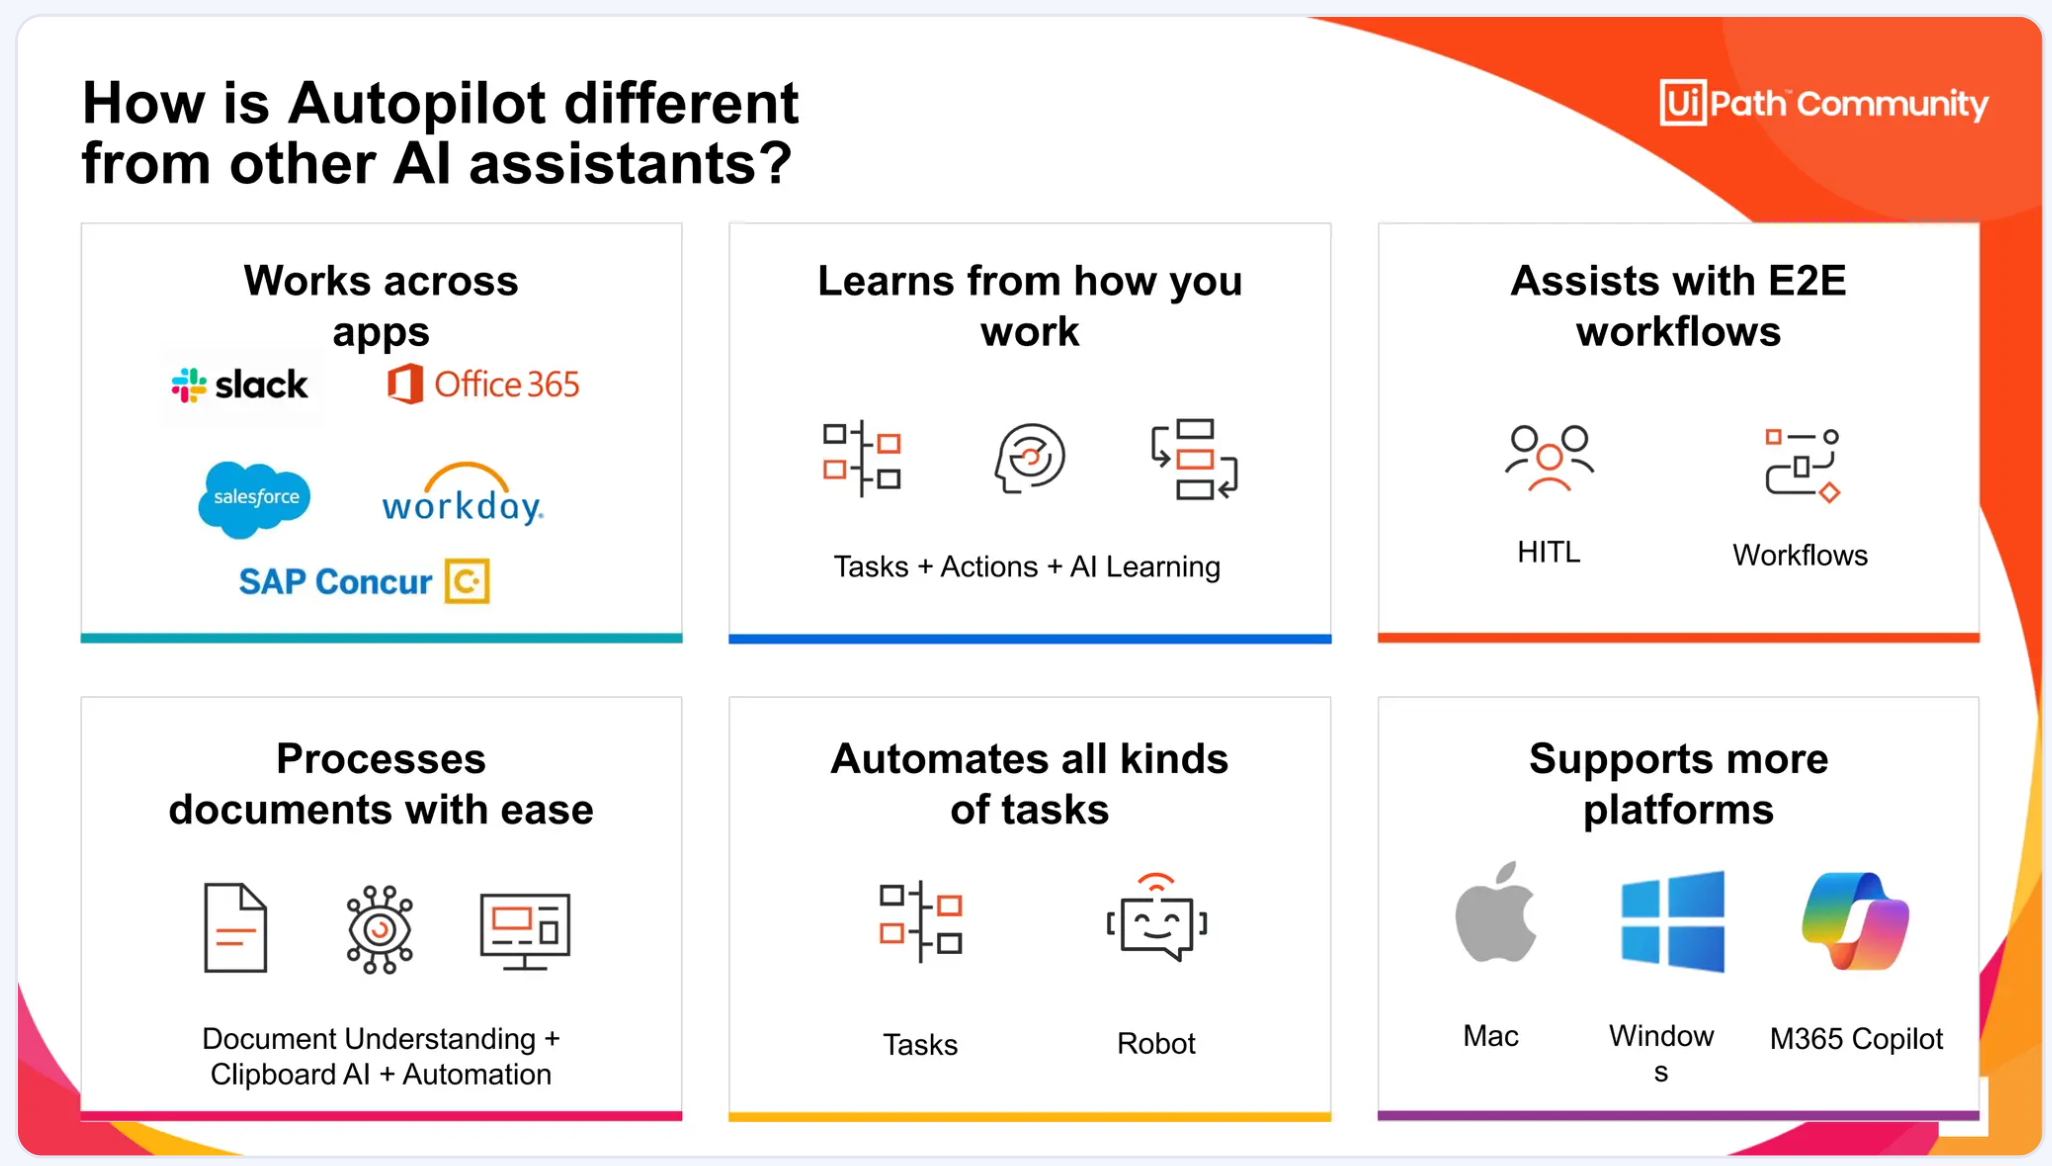 How is Autopilot different
from other AI assistants?
UiPath™ Community
Works across
apps
slack
Office 365
salesforce
workday®
SAP Concur C
Learns from how you
work
Tasks + Actions + AI Learning
Assists with E2E
workflows
HITL
Workflows
Processes
documents with ease
Document Understanding +
Clipboard AI + Automation
Automates all kinds
of tasks
Tasks
Robot
Supports more
platforms
Mac
Window
s
M365 Copilot